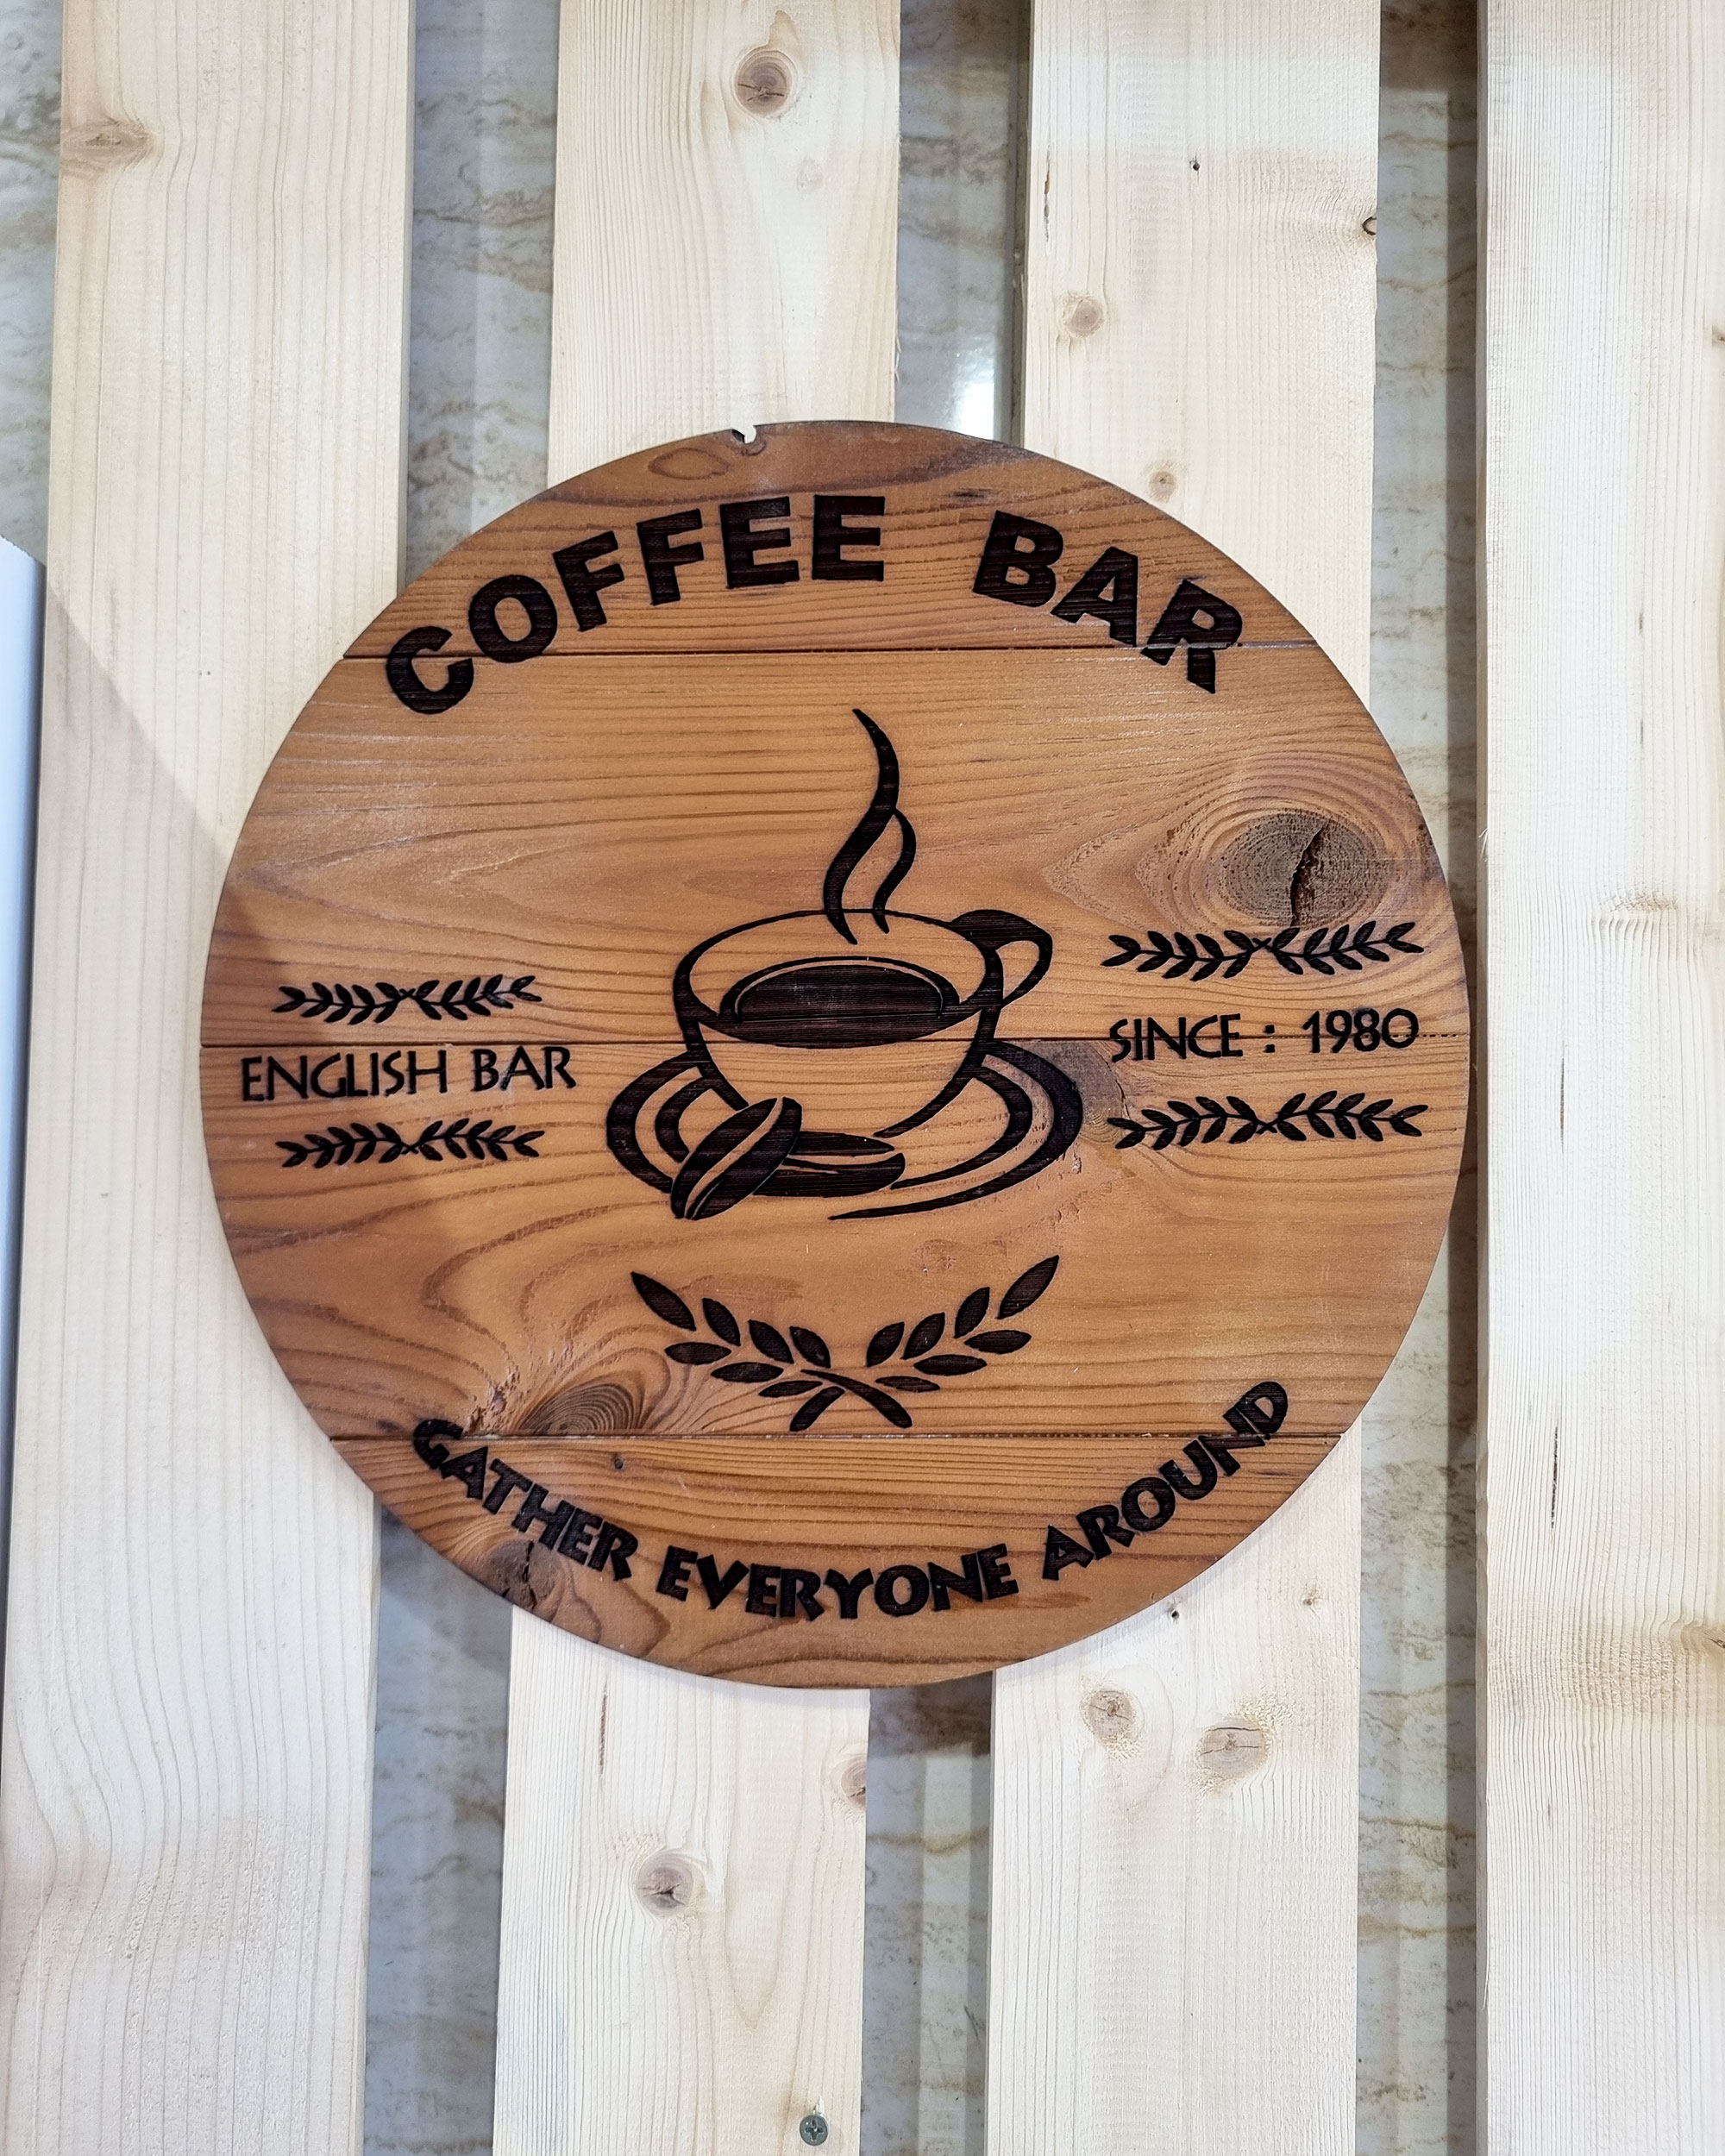 COFFEE BAR
ENGLISH BAR
SINCE : 1980
GATHER EVERYONE AROUND